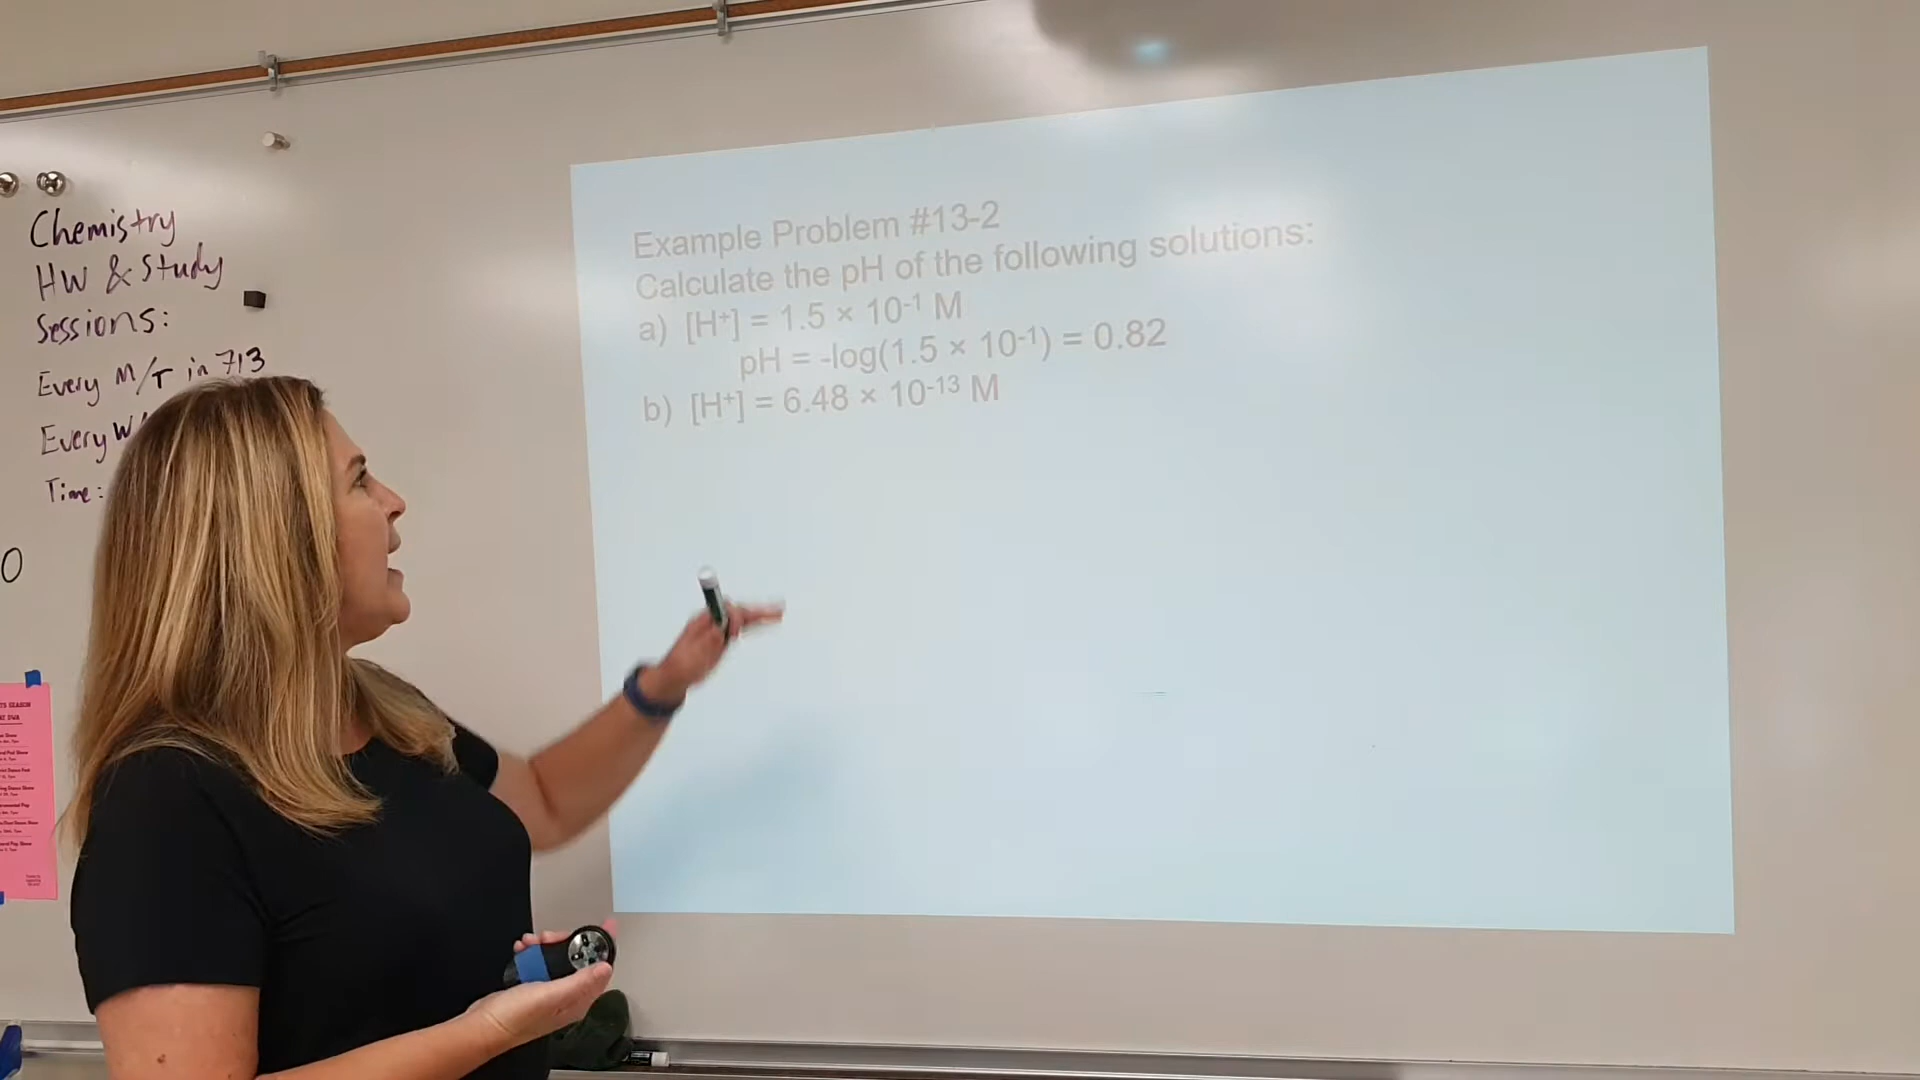 Chemistry
HW & Study
Sessions:
Every M/T in 713
Every W/
Time:
0
Example Problem #13-2
Calculate the pH of the following solutions:
a) [H⁺] = 1.5 × 10⁻¹ M
pH = -log(1.5 × 10⁻¹) = 0.82
b) [H⁺] = 6.48 × 10⁻¹³ M